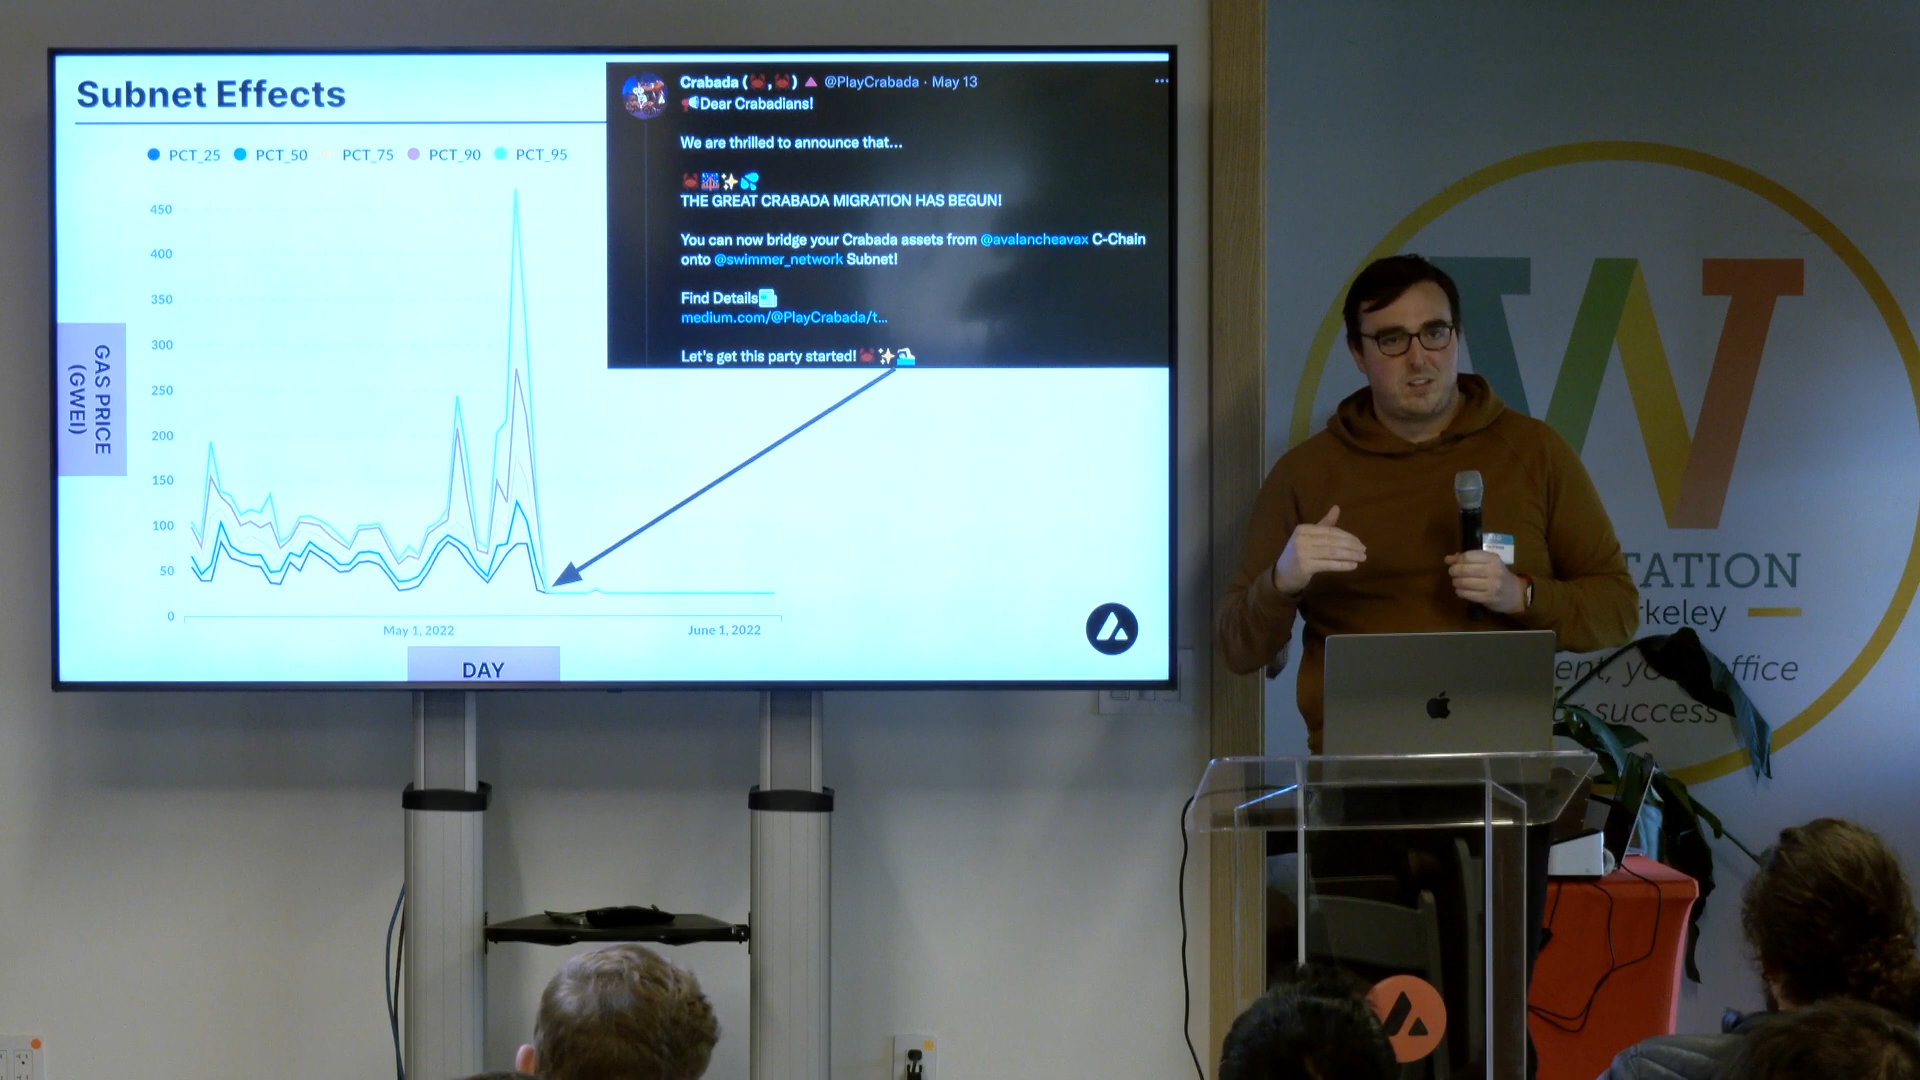 Subnet Effects
PCT_25 PCT_50 PCT_75 PCT_90 PCT_95
450
400
350
300
250
200
150
100
50
0
GAS PRICE
(GWEI)
May 1, 2022 June 1, 2022
DAY
Crabada (🦀,🦀) 🔺 @PlayCrabada · May 13 ...
📢Dear Crabadians!
We are thrilled to announce that...
THE GREAT CRABADA MIGRATION HAS BEGUN!
You can now bridge your Crabada assets from @avalancheavax C-Chain
onto @swimmer_network Subnet!
Find Details
medium.com/@PlayCrabada/t...
Let's get this party started!
W
TATION
rkeley
office
success